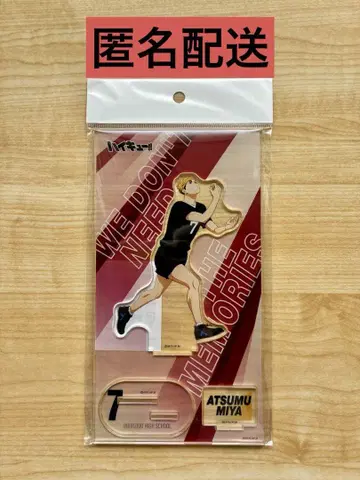 匿名配送
ハイキュー!!
WE DON'T
NEED
THE
MEMORIES
7
7
INARIZAKI HIGH SCHOOL
ATSUMU
MIYA